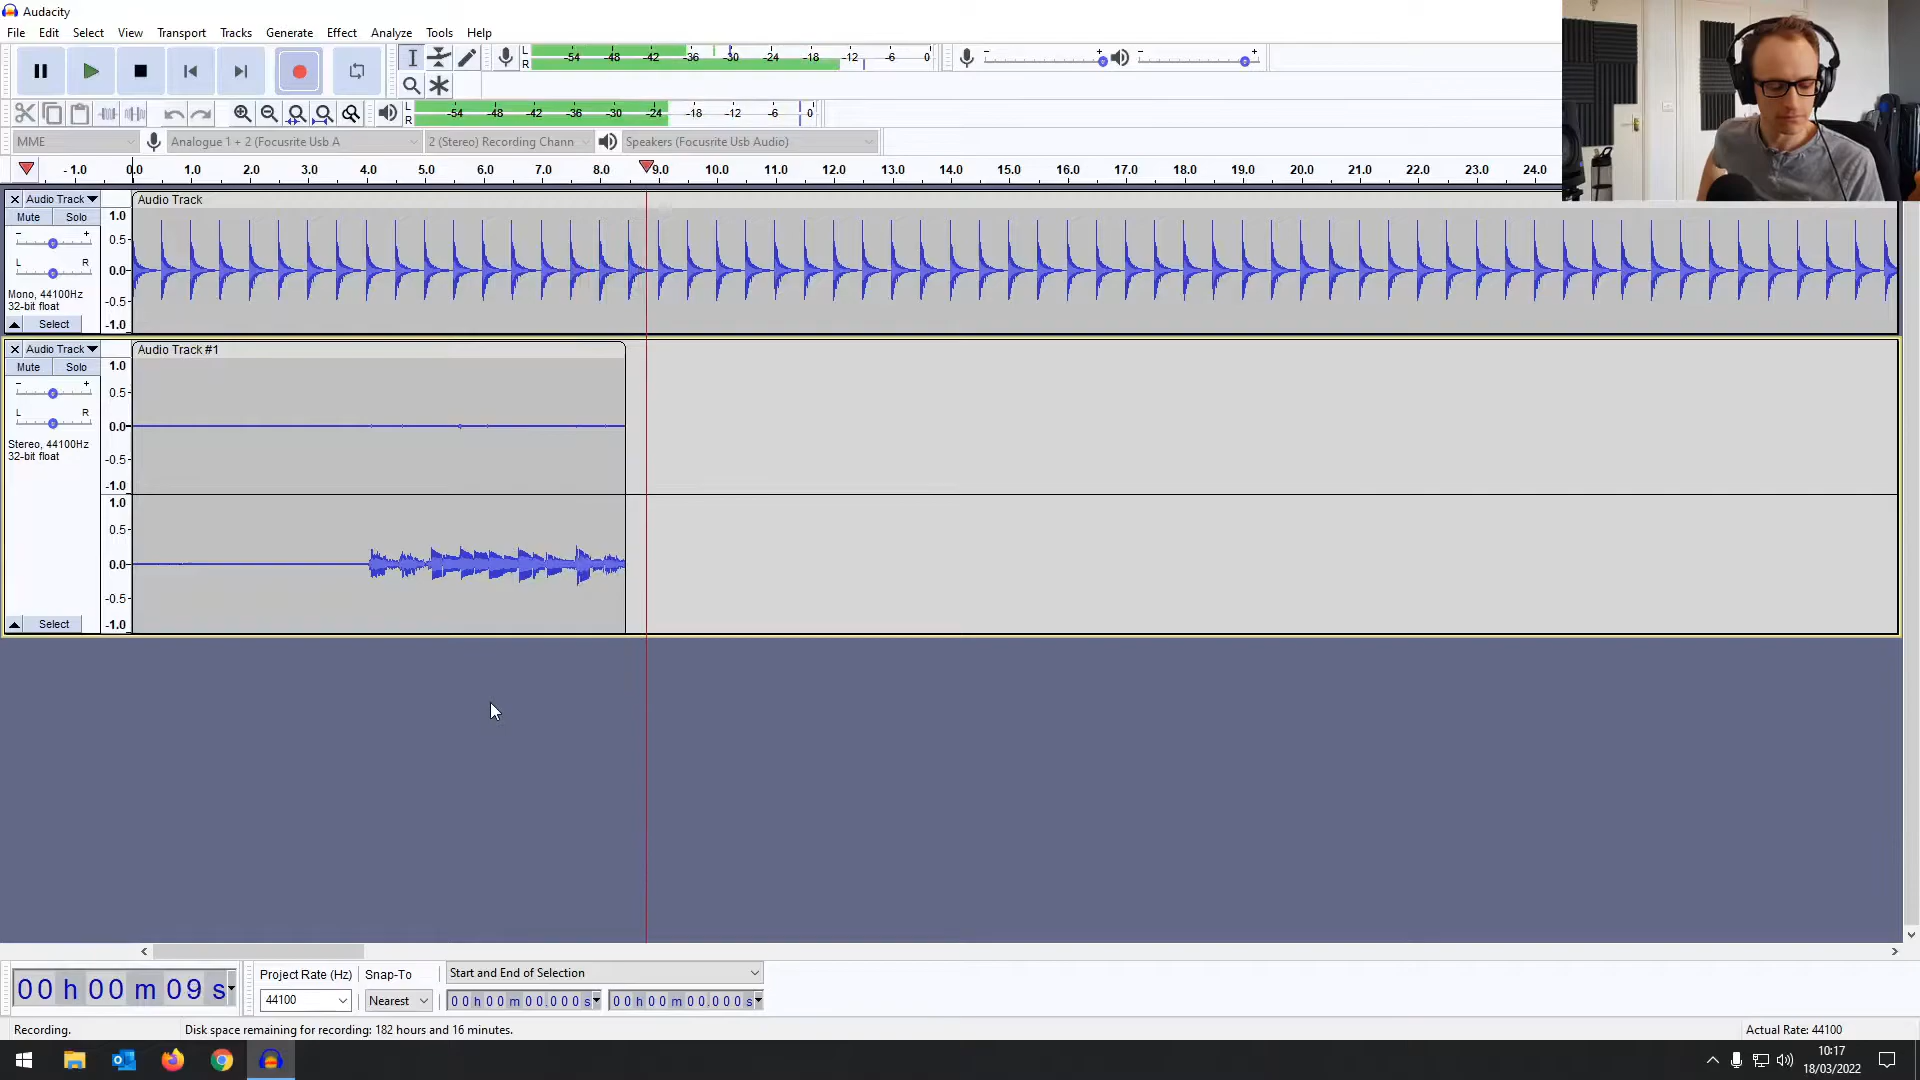 Audacity
File Edit Select View Transport Tracks Generate Effect Analyze Tools Help
L
R
-54 -48 -42 -36 -30 -24 -18 -12 -6 0
- +
- +
L
R
-54 -48 -42 -36 -30 -24 -18 -12 -6 0
MME
Analogue 1 + 2 (Focusrite Usb A
2 (Stereo) Recording Chann
Speakers (Focusrite Usb Audio)
-1.0 0.0 1.0 2.0 3.0 4.0 5.0 6.0 7.0 8.0 9.0 10.0 11.0 12.0 13.0 14.0 15.0 16.0 17.0 18.0 19.0 20.0 21.0 22.0 23.0 24.0
Audio Track
Mute Solo
- +
L R
Mono, 44100Hz
32-bit float
Select
1.0
0.5
0.0
-0.5
-1.0
Audio Track
Audio Track
Mute Solo
- +
L R
Stereo, 44100Hz
32-bit float
Select
1.0
0.5
0.0
-0.5
-1.0
1.0
0.5
0.0
-0.5
-1.0
Audio Track #1
00 h 00 m 09 s
Project Rate (Hz)
44100
Snap-To
Nearest
Start and End of Selection
00 h 00 m 00.000 s
00 h 00 m 00.000 s
Recording.
Disk space remaining for recording: 182 hours and 16 minutes.
Actual Rate: 44100
10:17
18/03/2022